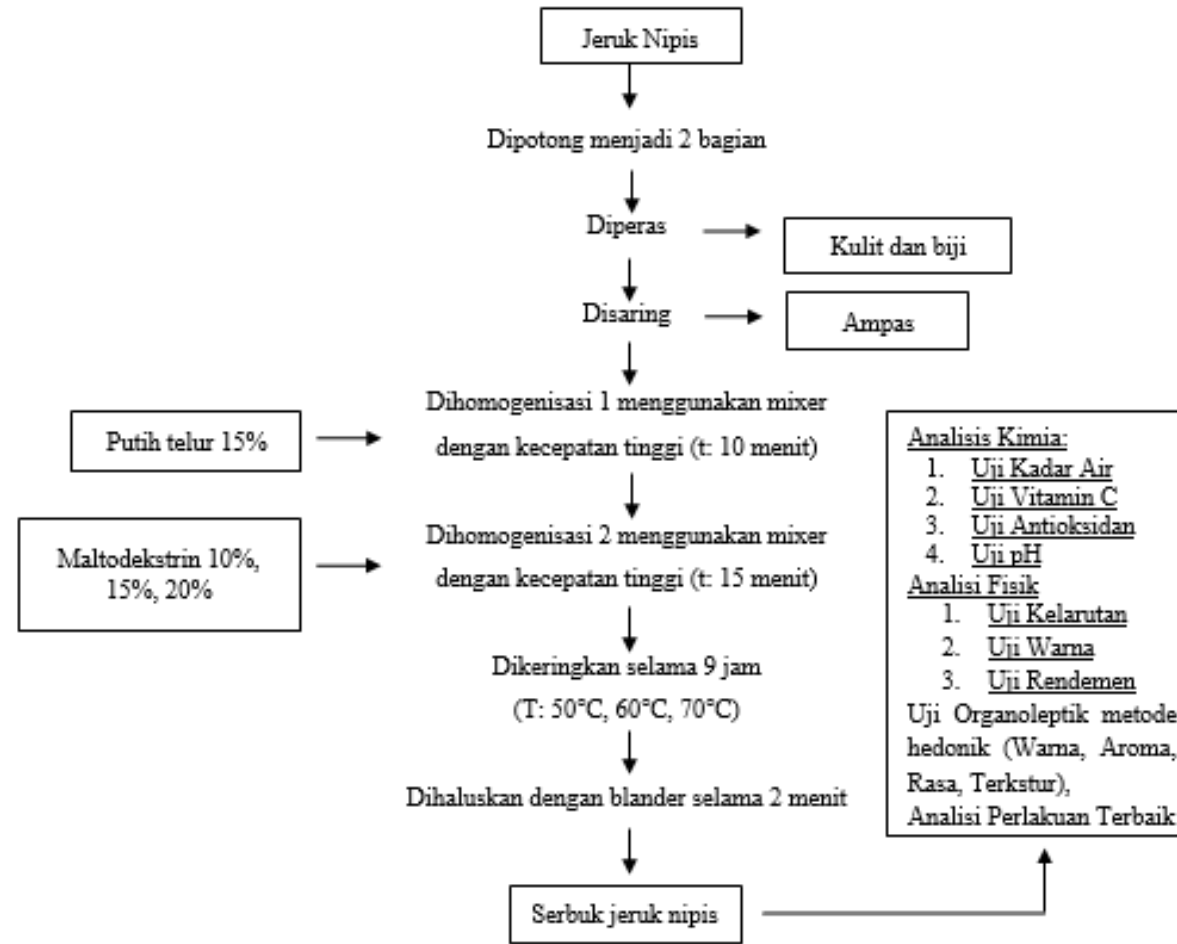 Jeruk Nipis
Dipotong menjadi 2 bagian
Diperas
Kulit dan biji
Disaring
Ampas
Putih telur 15%
Dihomogenisasi 1 menggunakan mixer
dengan kecepatan tinggi (t: 10 menit)
Maltodekstrin 10%,
15%, 20%
Dihomogenisasi 2 menggunakan mixer
dengan kecepatan tinggi (t: 15 menit)
Dikeringkan selama 9 jam
(T: 50°C, 60°C, 70°C)
Dihaluskan dengan blander selama 2 menit
Serbuk jeruk nipis
Analisis Kimia:
1. Uji Kadar Air
2. Uji Vitamin C
3. Uji Antioksidan
4. Uji pH
Analisi Fisik
1. Uji Kelarutan
2. Uji Warna
3. Uji Rendemen
Uji Organoleptik metode
hedonik (Warna, Aroma,
Rasa, Terkstur),
Analisi Perlakuan Terbaik